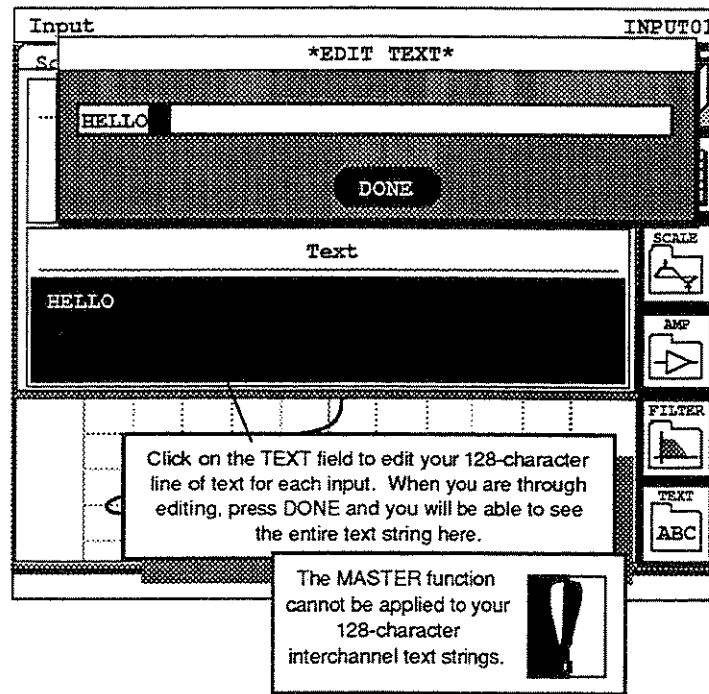 Input INPUT01
*EDIT TEXT*
Sc
HELLO
DONE
Text
HELLO
SCALE
AMP
FILTER
TEXT
ABC
Click on the TEXT field to edit your 128-character
line of text for each input. When you are through
editing, press DONE and you will be able to see
the entire text string here.
The MASTER function
cannot be applied to your
128-character
interchannel text strings.